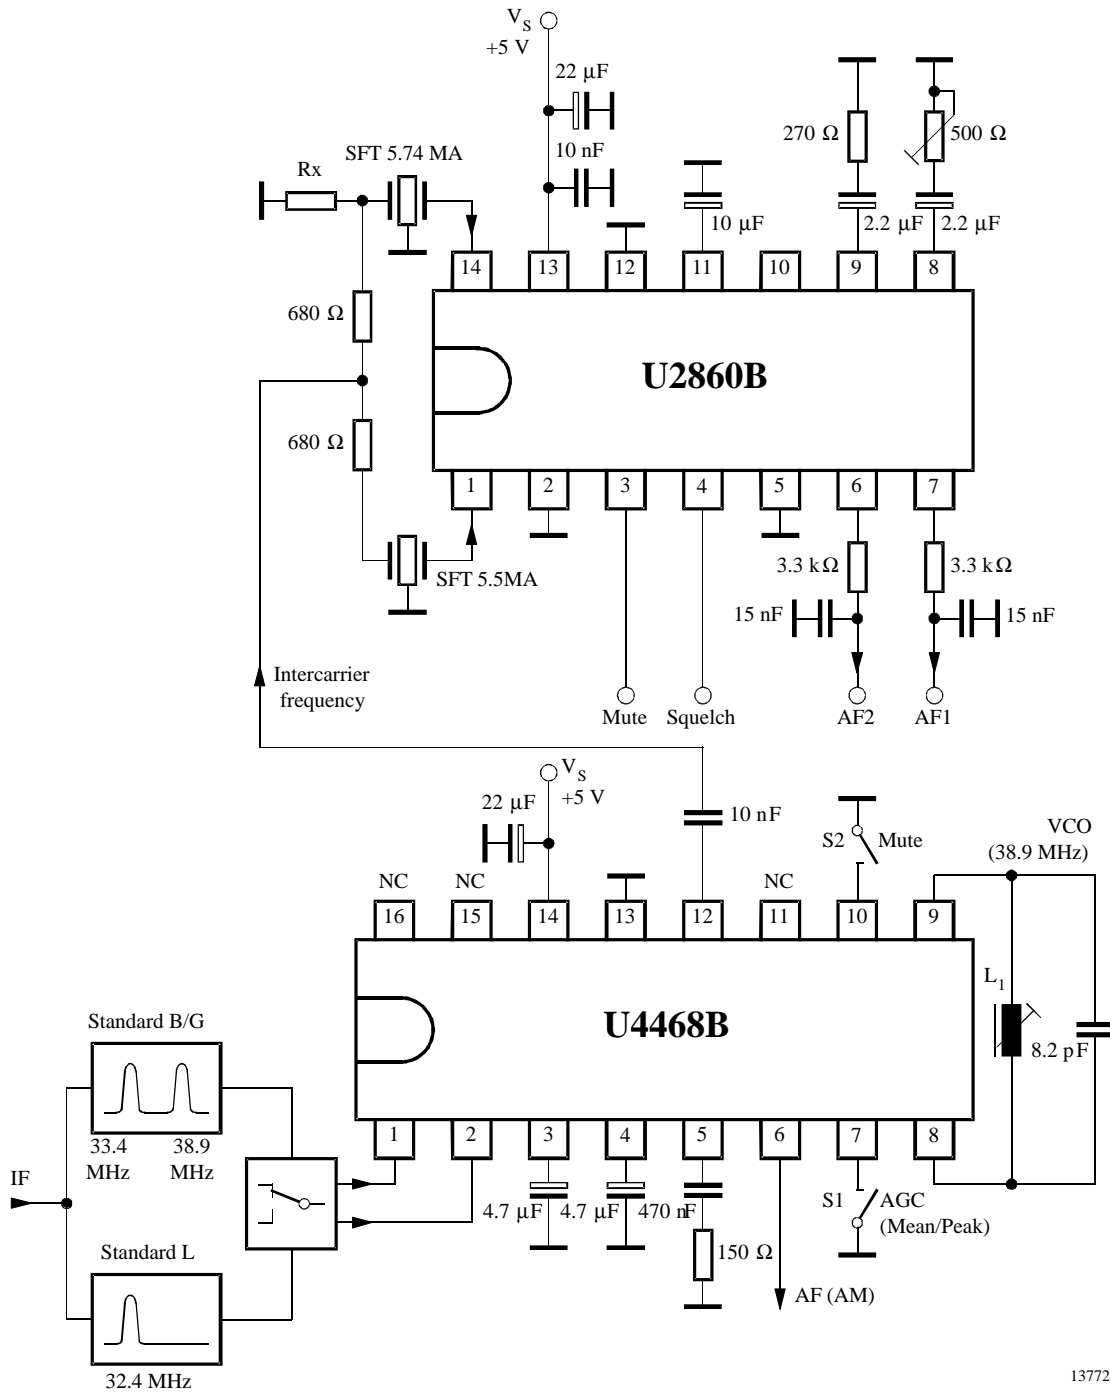 V_S
+5 V
22 µF
10 nF
SFT 5.74 MA
Rx
270 Ω
500 Ω
10 µF
2.2 µF
2.2 µF
14
13
12
11
10
9
8
680 Ω
U2860B
680 Ω
1
2
3
4
5
6
7
SFT 5.5MA
3.3 kΩ
3.3 kΩ
15 nF
15 nF
Intercarrier
frequency
Mute
Squelch
AF2
AF1
V_S
+5 V
22 µF
10 nF
S2
Mute
VCO
(38.9 MHz)
NC
NC
NC
16
15
14
13
12
11
10
9
L_1
U4468B
8.2 pF
Standard B/G
33.4
MHz
38.9
MHz
1
2
3
4
5
6
7
8
IF
4.7 µF
4.7 µF
470 nF
S1
AGC
(Mean/Peak)
150 Ω
Standard L
AF (AM)
32.4 MHz
13772